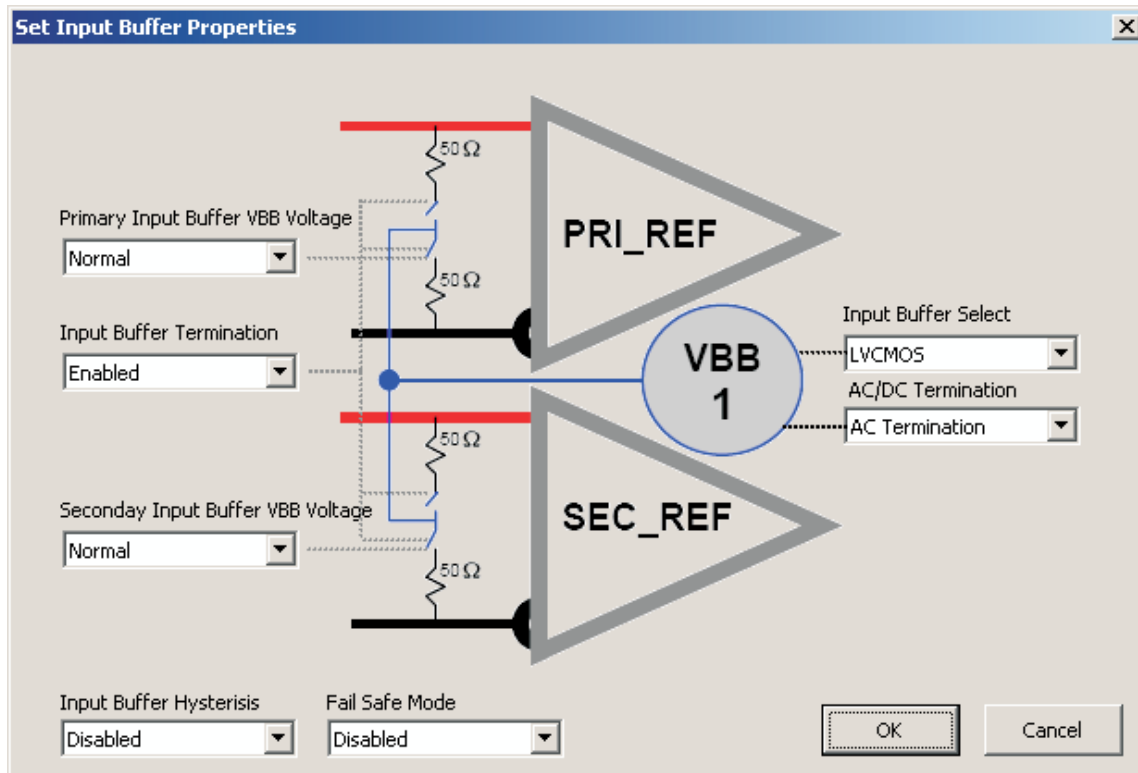 Set Input Buffer Properties
50Ω
Primary Input Buffer VBB Voltage
Normal
PRI_REF
50Ω
Input Buffer Termination
Enabled
VBB
1
Input Buffer Select
LVCMOS
AC/DC Termination
AC Termination
50Ω
Seconday Input Buffer VBB Voltage
Normal
SEC_REF
50Ω
Input Buffer Hysterisis
Disabled
Fail Safe Mode
Disabled
OK
Cancel